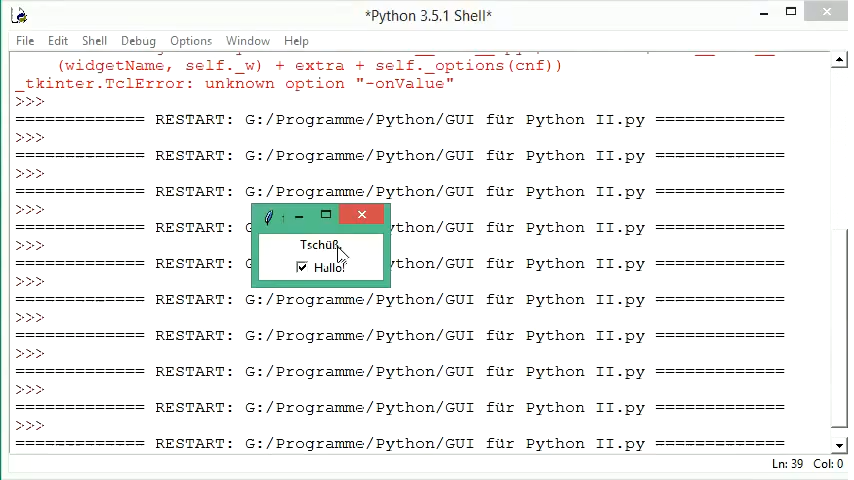 *Python 3.5.1 Shell*
File Edit Shell Debug Options Window Help
(widgetName, self._w) + extra + self._options(cnf))
_tkinter.TclError: unknown option "-onValue"
>>>
============= RESTART: G:/Programme/Python/GUI für Python II.py =============
>>>
============= RESTART: G:/Programme/Python/GUI für Python II.py =============
>>>
============= RESTART: G:/Programme/Python/GUI für Python II.py =============
>>>
============= RESTART: G:/Programme/Python/GUI für Python II.py =============
Tschüß.
>>>
Hallo!
============= RESTART: G:/Programme/Python/GUI für Python II.py =============
>>>
============= RESTART: G:/Programme/Python/GUI für Python II.py =============
>>>
============= RESTART: G:/Programme/Python/GUI für Python II.py =============
>>>
============= RESTART: G:/Programme/Python/GUI für Python II.py =============
>>>
============= RESTART: G:/Programme/Python/GUI für Python II.py =============
>>>
============= RESTART: G:/Programme/Python/GUI für Python II.py =============
Ln: 39 Col: 0